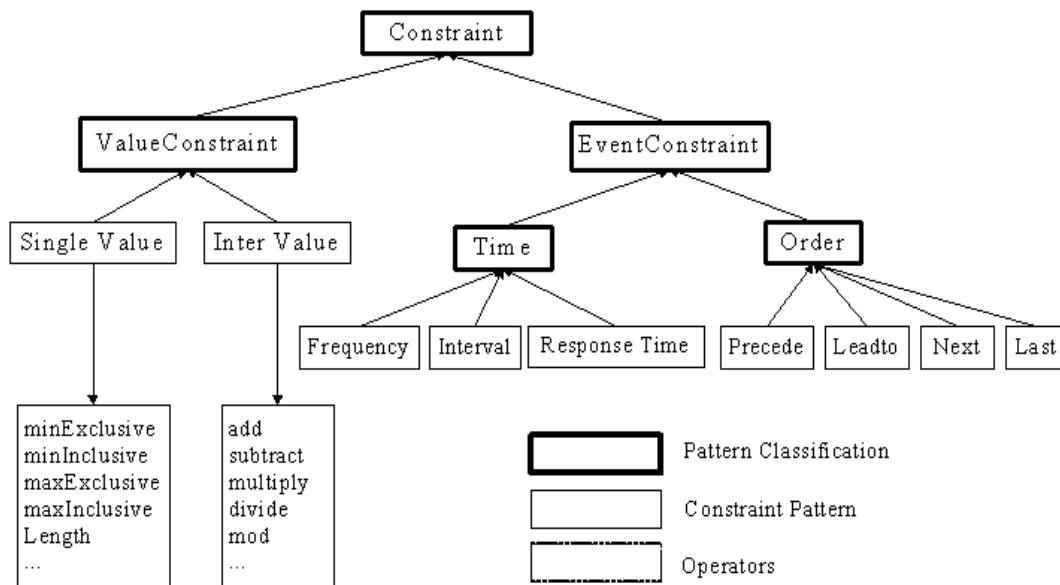 Constraint
ValueConstraint
EventConstraint
Single Value
Inter Value
Time
Order
Frequency
Interval
Response Time
Precede
Leadto
Next
Last
minExclusive
minInclusive
maxExclusive
maxInclusive
Length
...
add
subtract
multiply
divide
mod
...
Pattern Classification
Constraint Pattern
Operators